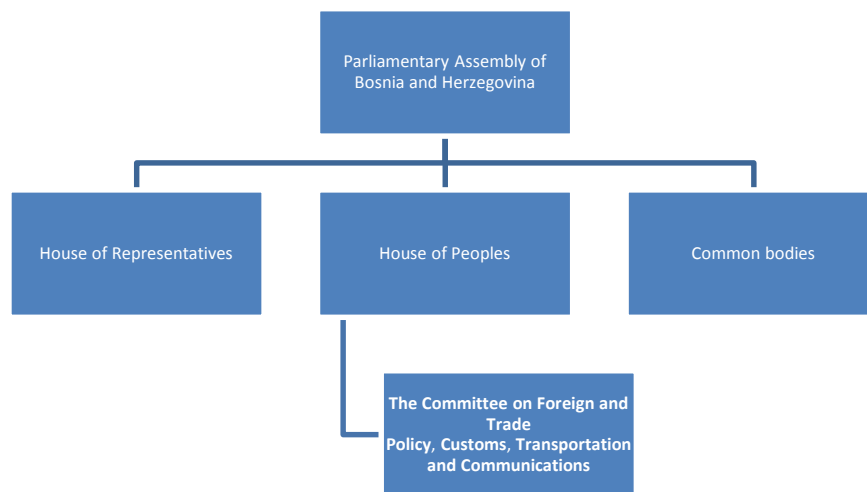 Parliamentary Assembly of
Bosnia and Herzegovina
House of Representatives
House of Peoples
Common bodies
The Committee on Foreign and
Trade
Policy, Customs, Transportation
and Communications